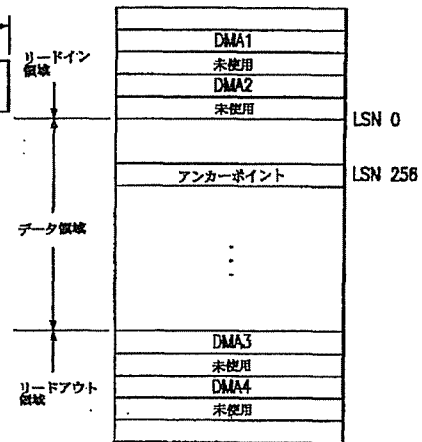 DMA1
リードイン
領域
未使用
DMA2
未使用
LSN 0
アンカーポイント
LSN 256
データ領域
DMA3
未使用
リードアウト
領域
DMA4
未使用